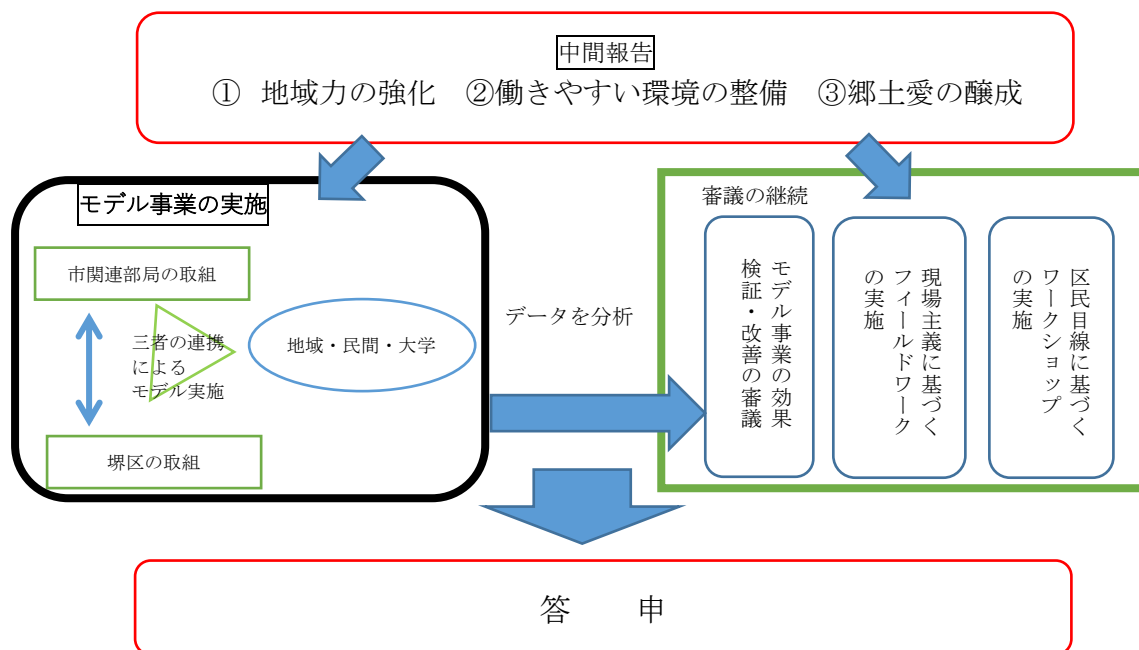 中間報告
① 地域力の強化 ②働きやすい環境の整備 ③郷土愛の醸成
モデル事業の実施
市関連部局の取組
三者の連携
による
モデル実施
地域・民間・大学
堺区の取組
データを分析
審議の継続
モデル事業の効果
検証・改善の審議
現場主義に基づく
フィールドワーク
の実施
区民目線に基づく
ワークショップ
の実施
答 申